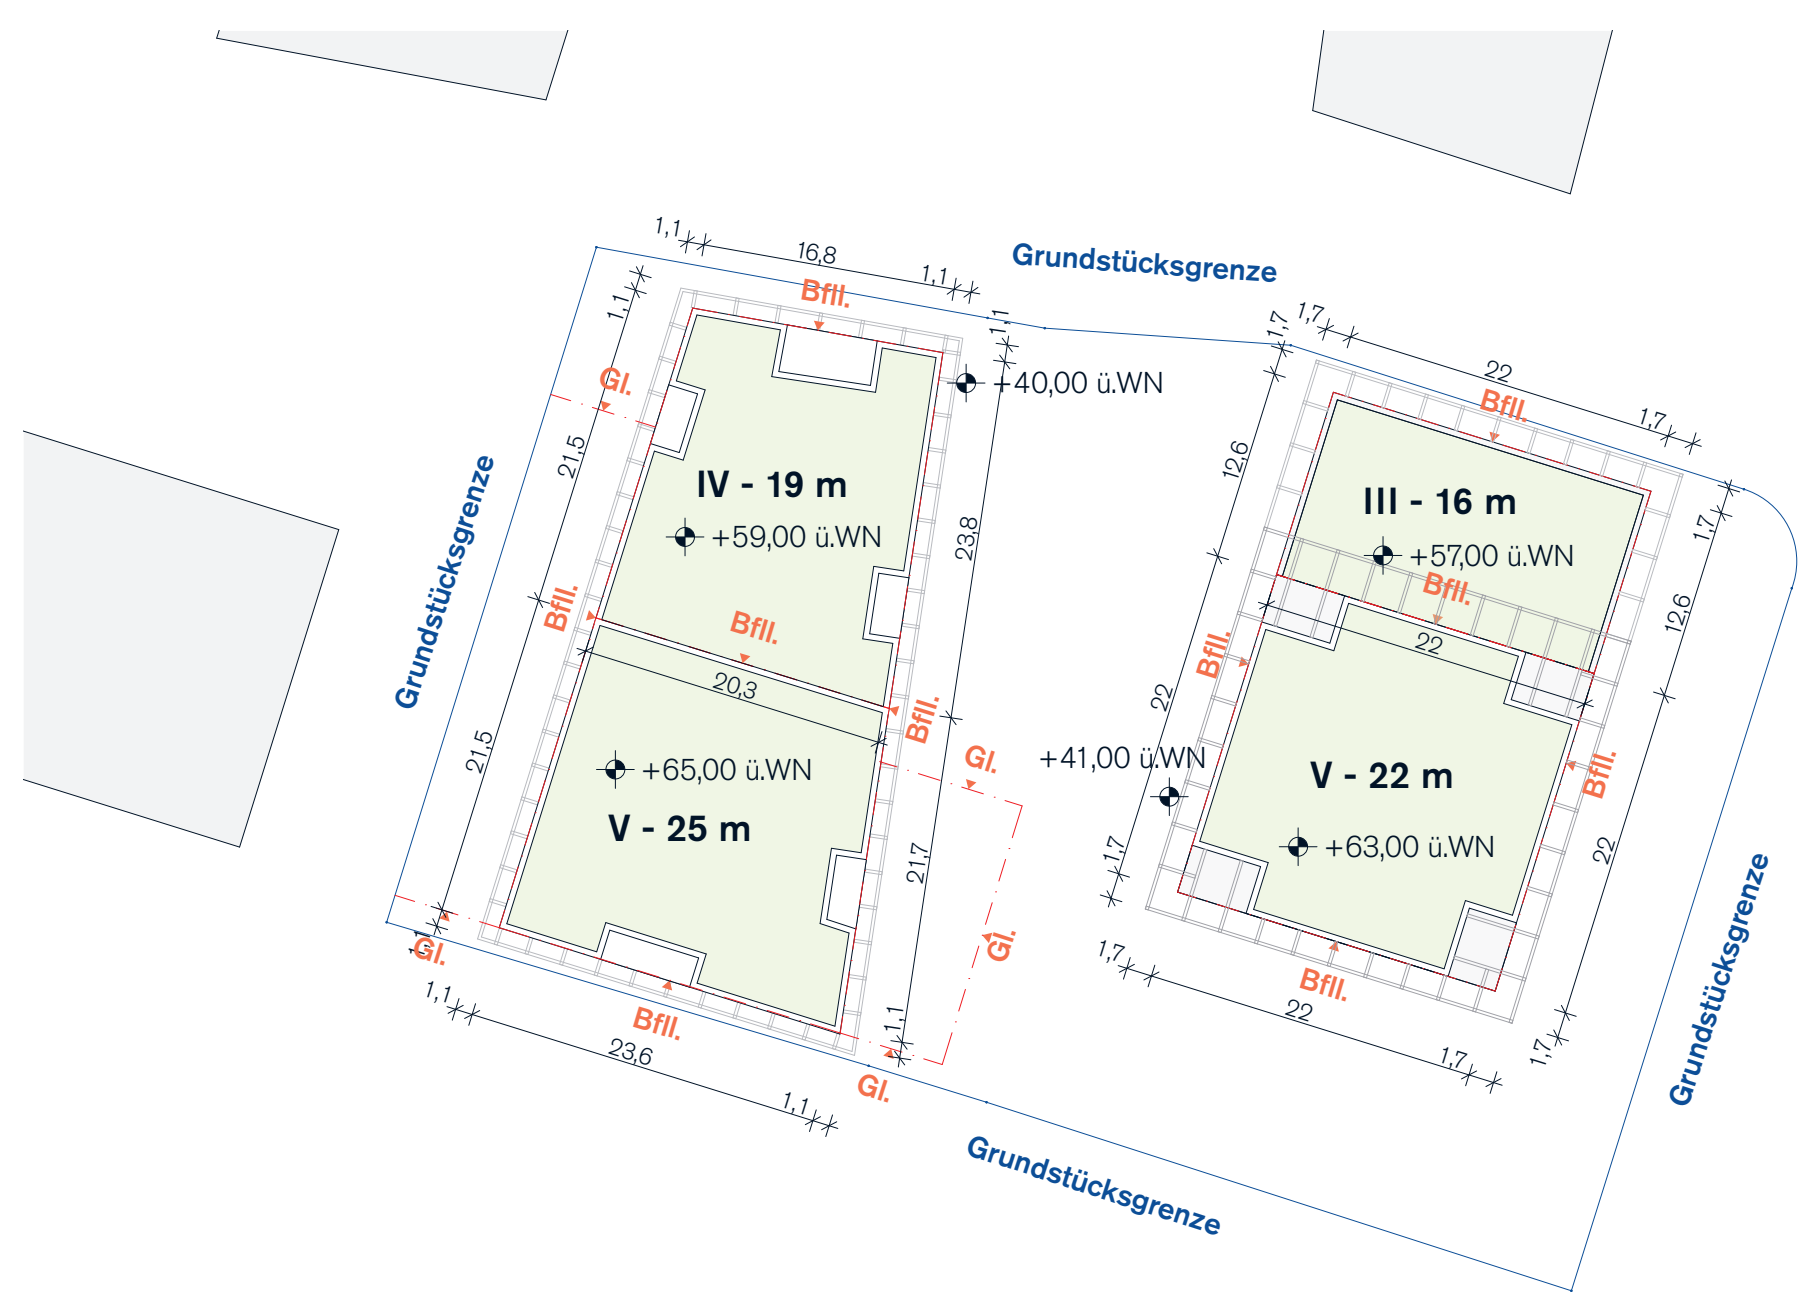 1,1
16,8
1,1
Bfll.
Grundstücksgrenze
1,1
1,1
1,7
1,7
22
1,7
Gl.
+40,00 ü.WN
Bfll.
21,5
12,6
IV - 19 m
+59,00 ü.WN
23,8
III - 16 m
+57,00 ü.WN
1,7
Grundstücksgrenze
Bfll.
Bfll.
Bfll.
22
12,6
Bfll.
20,3
Bfll.
22
21,5
+65,00 ü.WN
Gl.
+41,00 ü.WN
V - 22 m
Bfll.
V - 25 m
+63,00 ü.WN
21,7
1,7
22
1,1
Gl.
Gl.
1,7
Bfll.
Grundstücksgrenze
1,1
Bfll.
1,1
22
23,6
1,7
1,7
Gl.
1,1
Grundstücksgrenze